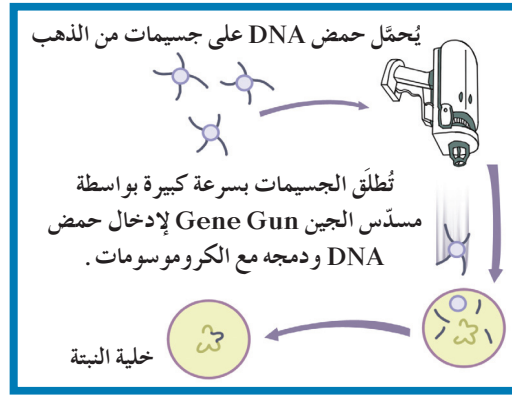 يُحمَّل حمض DNA على جسيمات من الذهب
تُطلَق الجسيمات بسرعة كبيرة بواسطة
مسدّس الجين Gene Gun لإدخال حمض
DNA ودمجه مع الكروموسومات .
خلية النبتة